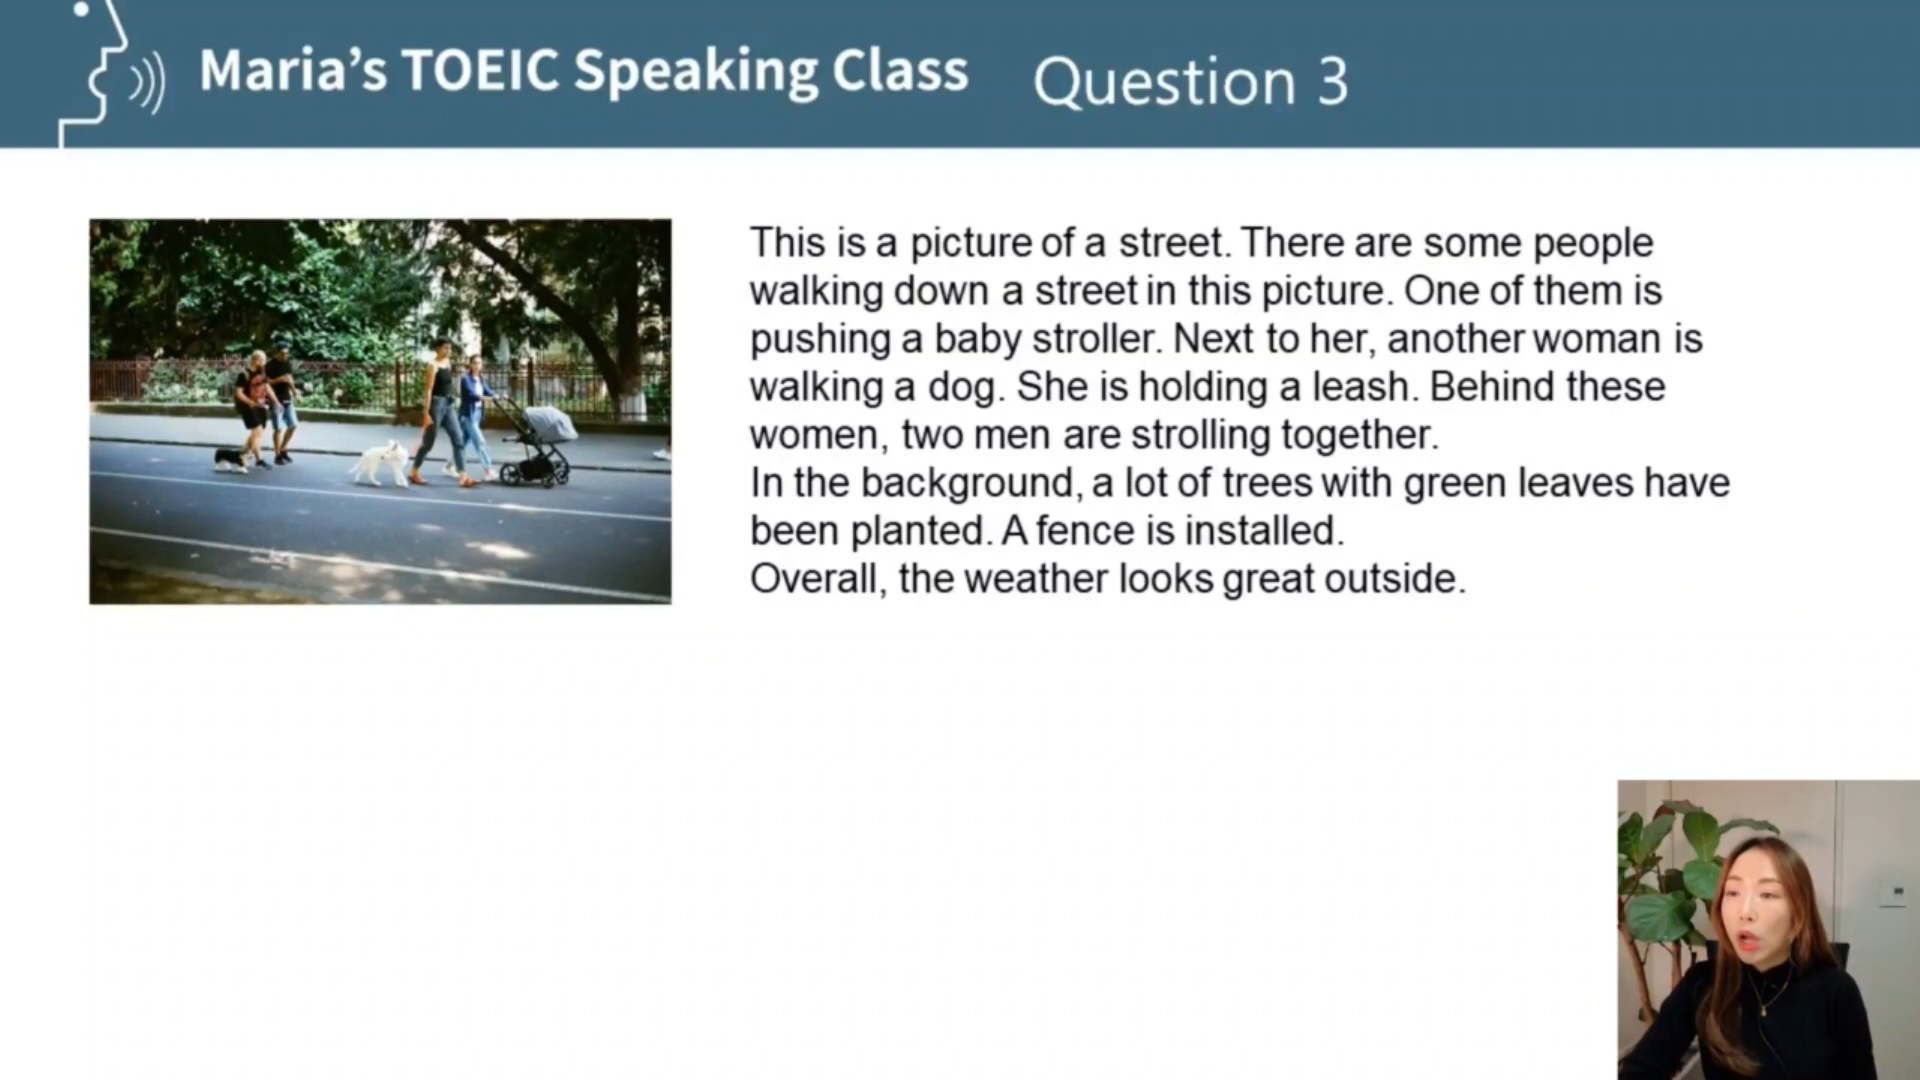 Maria's TOEIC Speaking Class Question 3
This is a picture of a street. There are some people
walking down a street in this picture. One of them is
pushing a baby stroller. Next to her, another woman is
walking a dog. She is holding a leash. Behind these
women, two men are strolling together.
In the background, a lot of trees with green leaves have
been planted. A fence is installed.
Overall, the weather looks great outside.